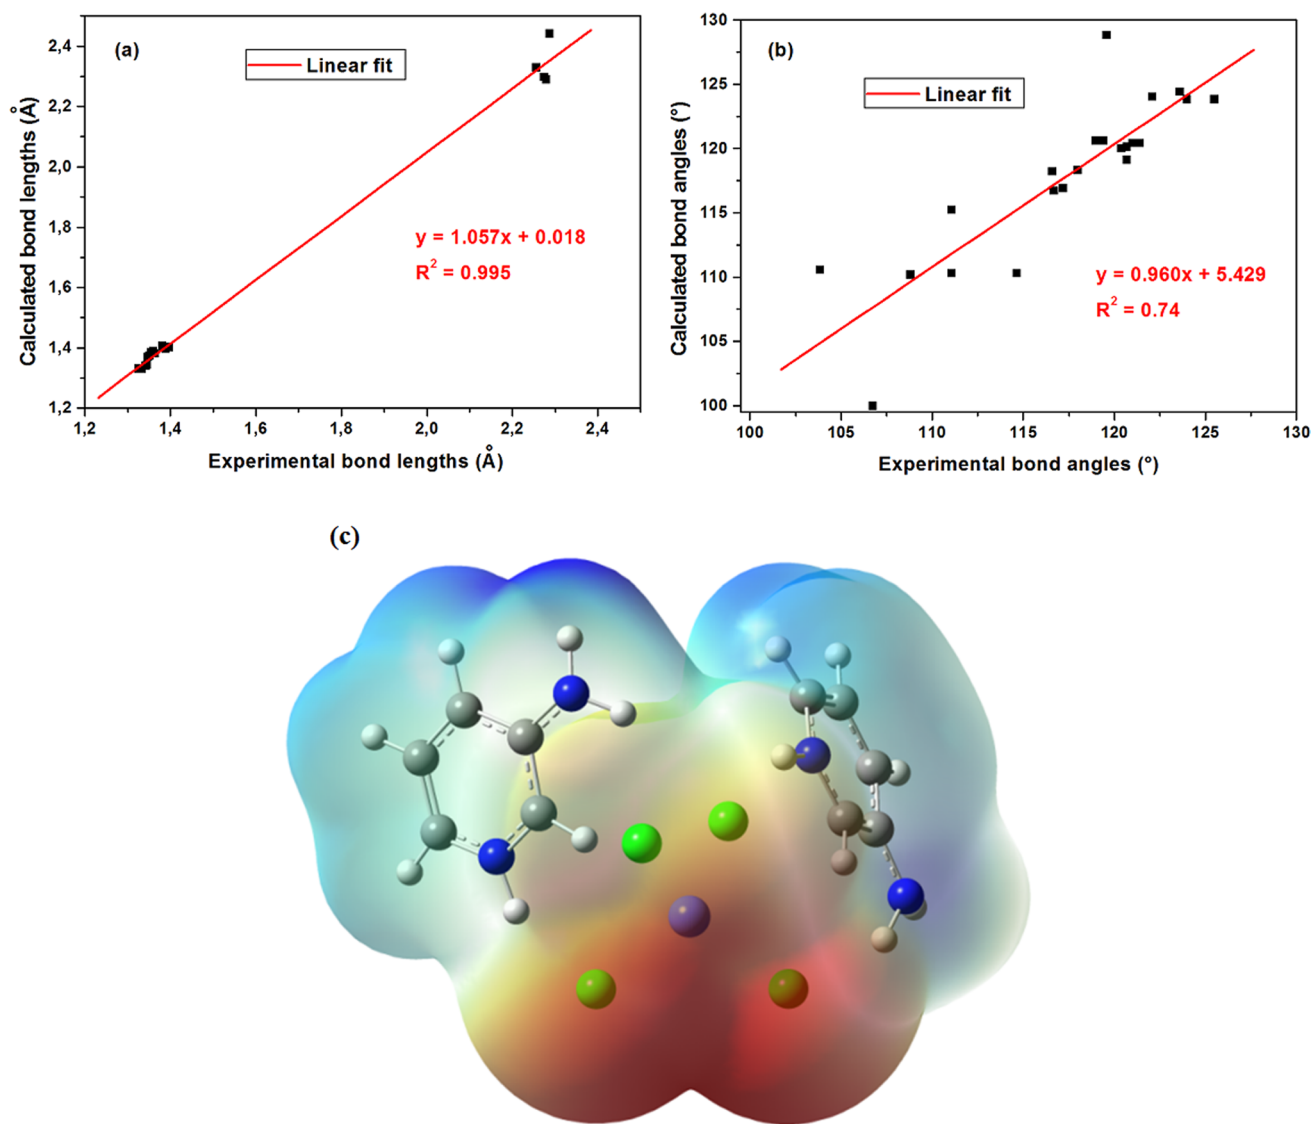 (a)
Linear fit
2,4
2,2
2,0
1,8
1,6
1,4
1,2
Calculated bond lengths (Å)
y = 1.057x + 0.018
R² = 0.995
1,2 1,4 1,6 1,8 2,0 2,2 2,4
Experimental bond lengths (Å)
(b)
Linear fit
130
125
120
115
110
105
100
Calculated bond angles (°)
y = 0.960x + 5.429
R² = 0.74
100 105 110 115 120 125 130
Experimental bond angles (°)
(c)